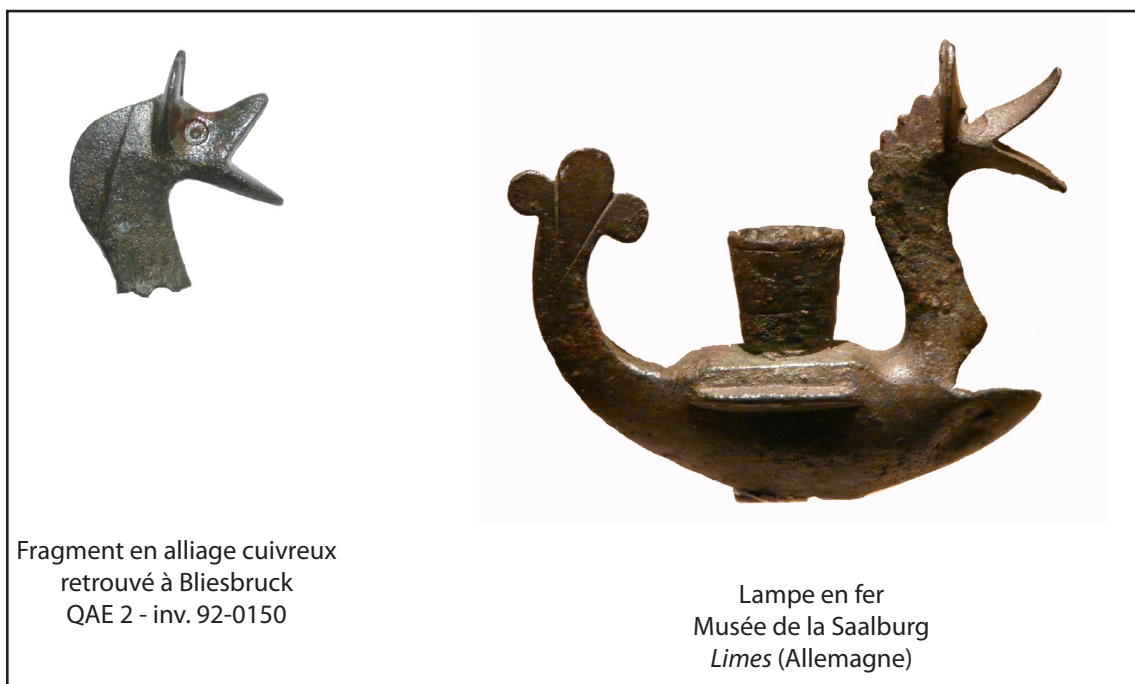 Fragment en alliage cuivreux
retrouvé à Bliesbruck
QAE 2 - inv. 92-0150
Lampe en fer
Musée de la Saalburg
Limes (Allemagne)